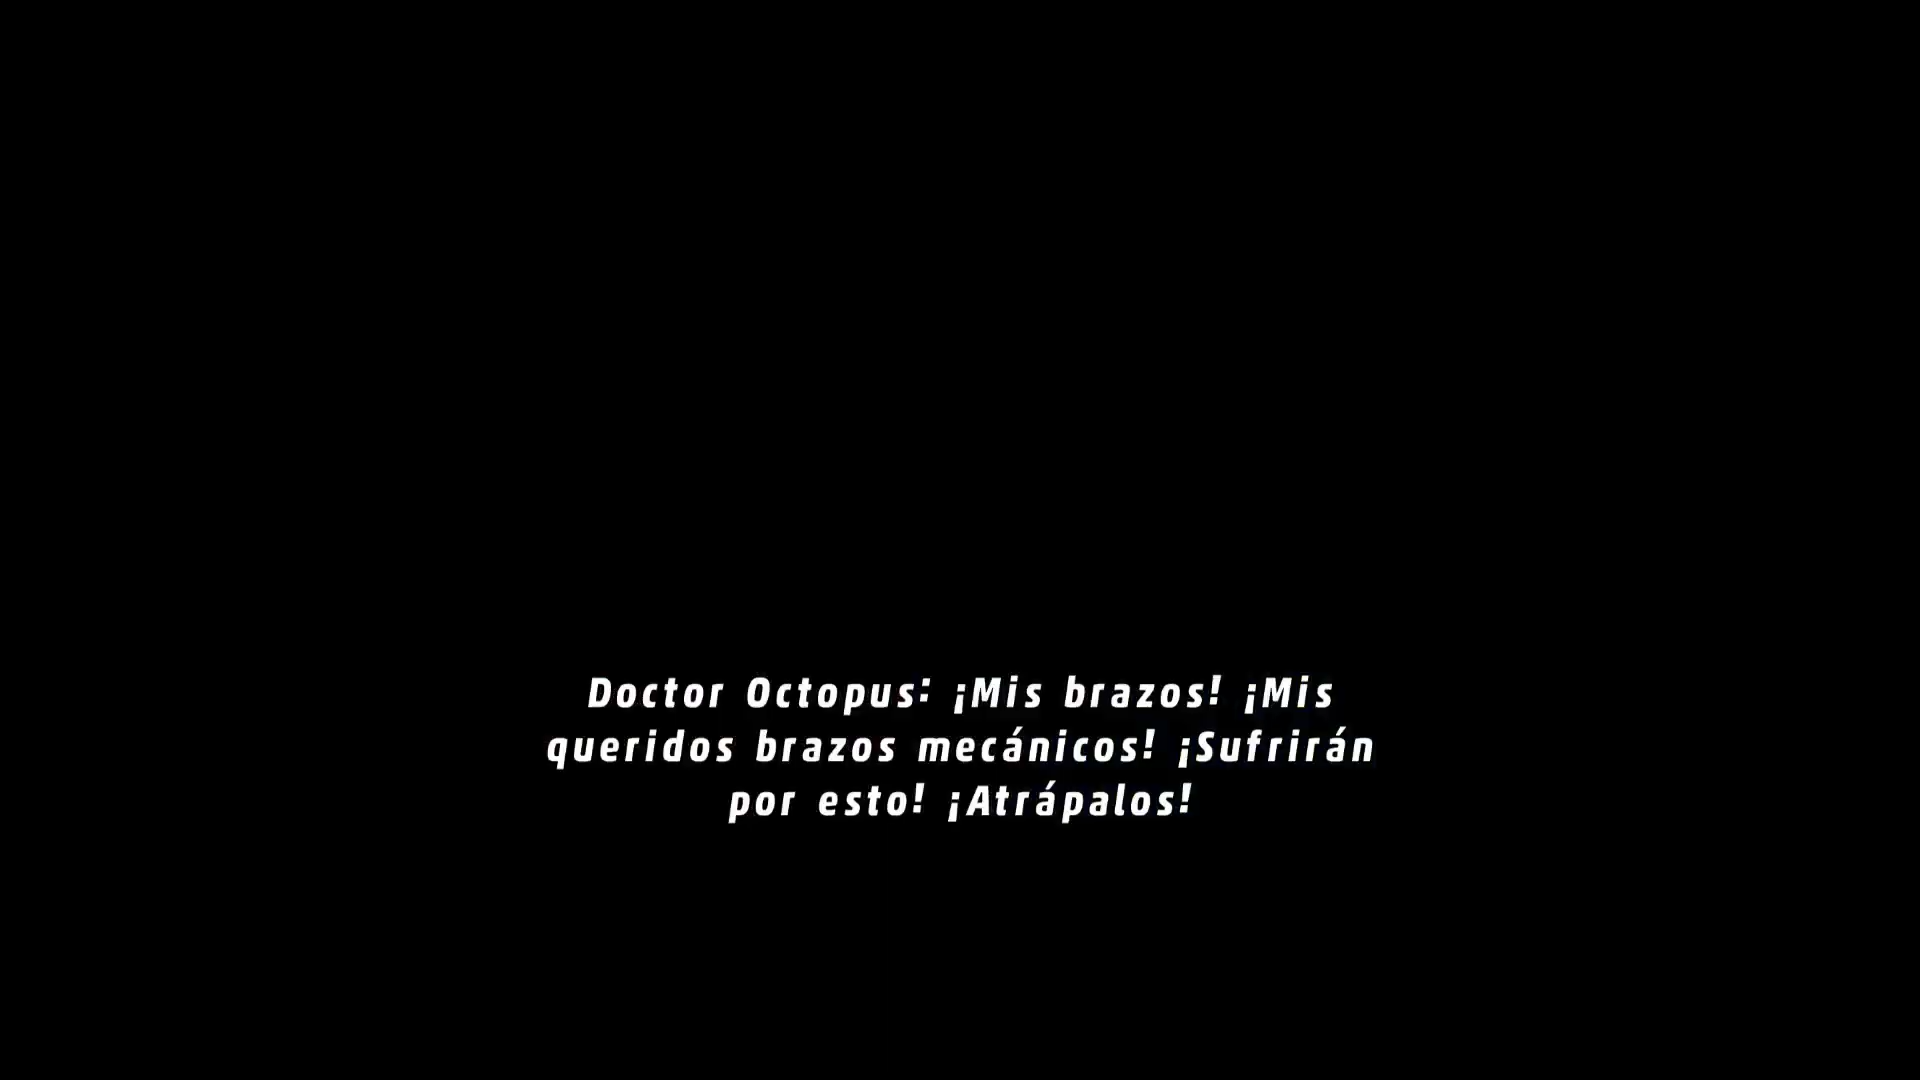 Doctor Octopus: ¡Mis brazos! ¡Mis
queridos brazos mecánicos! ¡Sufrirán
por esto! ¡Atrápalos!